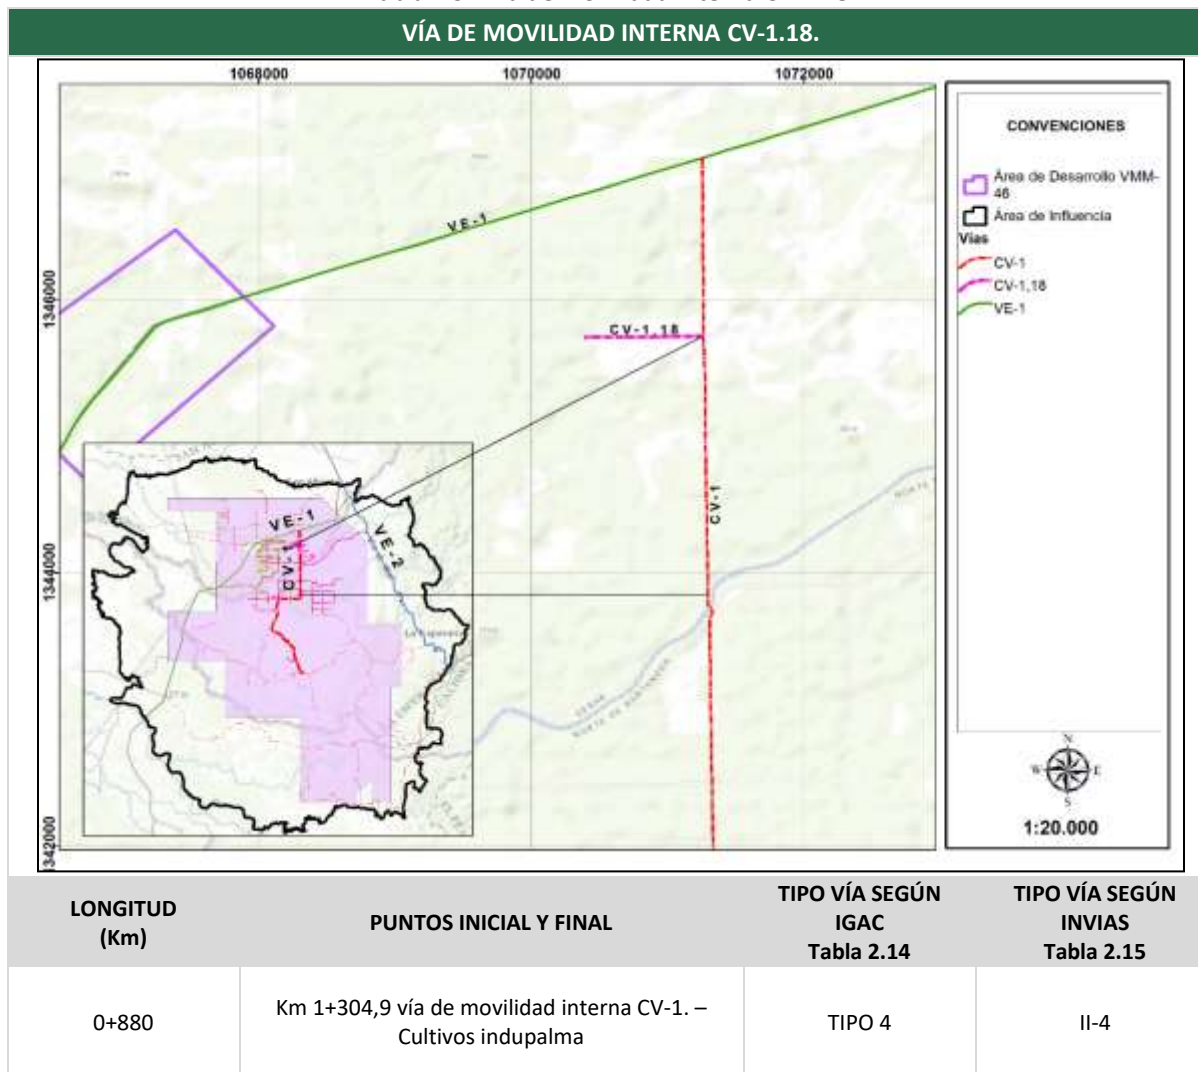 VÍA DE MOVILIDAD INTERNA CV-1.18.
1068000
1070000
1072000
1346000
1344000
1342000
VE-1
CV-1,18
CV-1
VE-1
VE-2
CV-1
CONVENCIONES
Área de Desarrollo VMM-
46
Área de Influencia
Vías
CV-1
CV-1,18
VE-1
N
W
E
S
1:20.000
LONGITUD
(Km)
PUNTOS INICIAL Y FINAL
TIPO VÍA SEGÚN
IGAC
Tabla 2.14
TIPO VÍA SEGÚN
INVIAS
Tabla 2.15
0+880
Km 1+304,9 vía de movilidad interna CV-1. –
Cultivos indupalma
TIPO 4
II-4